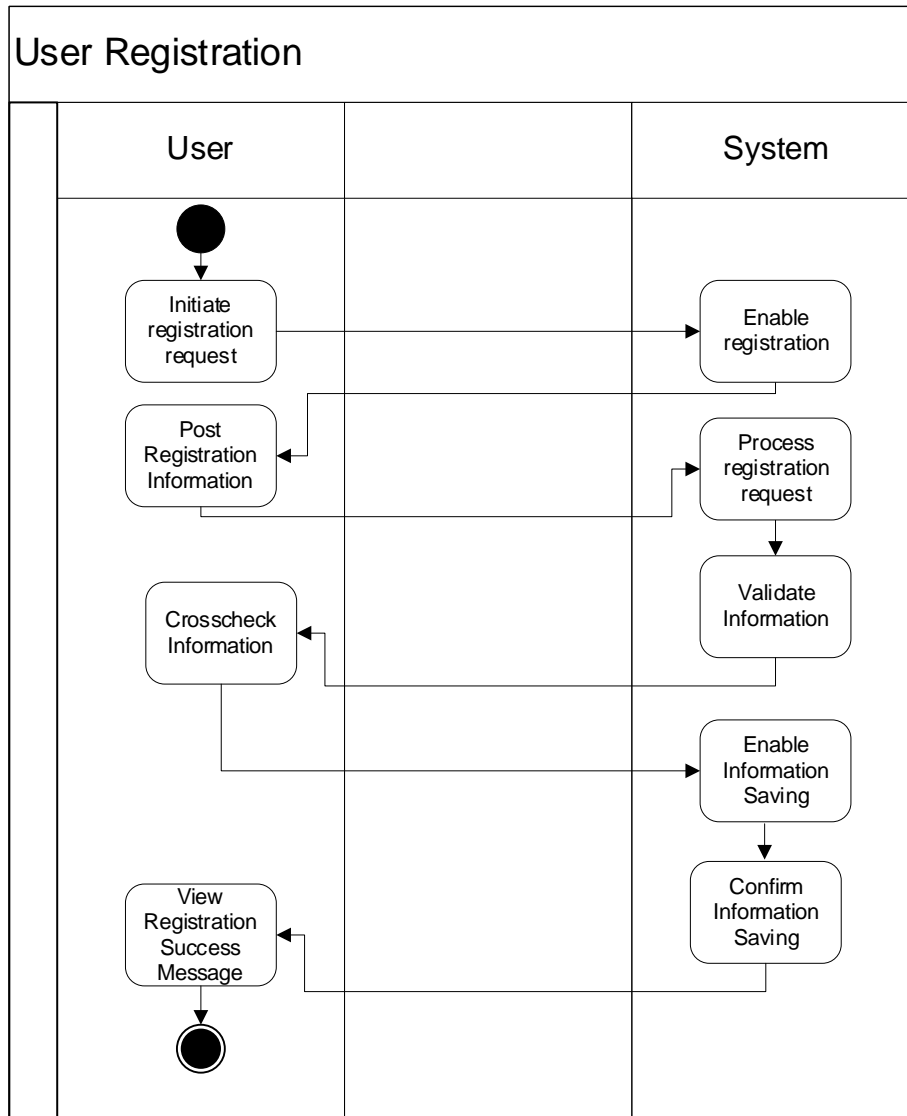 User Registration
User
System
Initiate
registration
request
Enable
registration
Post
Registration
Information
Process
registration
request
Validate
Information
Crosscheck
Information
Enable
Information
Saving
Confirm
Information
Saving
View
Registration
Success
Message